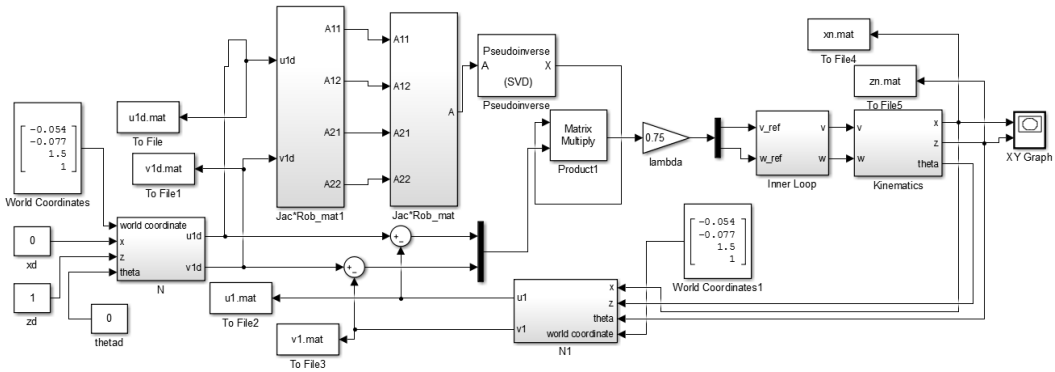 xn.mat
To File4
zn.mat
To File5
u1d
A11
A12
A21
A22
v1d
Jac*Rob_mat1
A11
A12
A21
A22
A
Jac*Rob_mat
Pseudoinverse
A
X
(SVD)
Pseudoinverse
Matrix
Multiply
Product1
0.75
lambda
v_ref
w_ref
v
w
Inner Loop
v
w
x
z
theta
Kinematics
XY Graph
-0.054
-0.077
1.5
1
World Coordinates
u1d.mat
To File
v1d.mat
To File1
0
xd
1
zd
0
thetad
world coordinate
x
z
theta
u1d
v1d
N
+
-
+
-
u1.mat
To File2
v1.mat
To File3
-0.054
-0.077
1.5
1
World Coordinates1
u1
v1
x
z
theta
world coordinate
N1